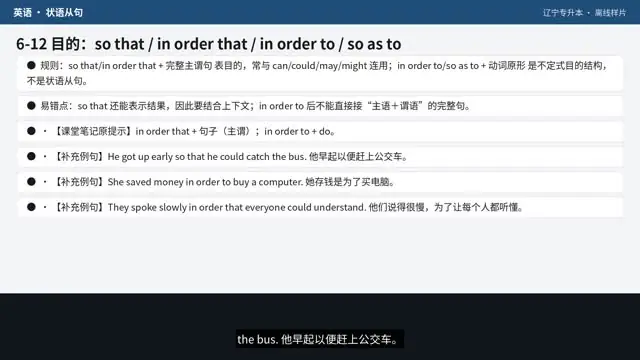 英语 · 状语从句
辽宁专升本 · 离线样片
6-12 目的：so that / in order that / in order to / so as to
● 规则：so that/in order that + 完整主谓句 表目的，常与 can/could/may/might 连用；in order to/so as to + 动词原形 是不定式目的结构，
不是状语从句。
● 易错点：so that 还能表示结果，因此要结合上下文；in order to 后不能直接接“主语＋谓语”的完整句。
● · 【课堂笔记原提示】in order that + 句子（主谓）；in order to + do。
● · 【补充例句】He got up early so that he could catch the bus. 他早起以便赶上公交车。
● · 【补充例句】She saved money in order to buy a computer. 她存钱是为了买电脑。
● · 【补充例句】They spoke slowly in order that everyone could understand. 他们说得很慢，为了让每个人都听懂。
the bus. 他早起以便赶上公交车。